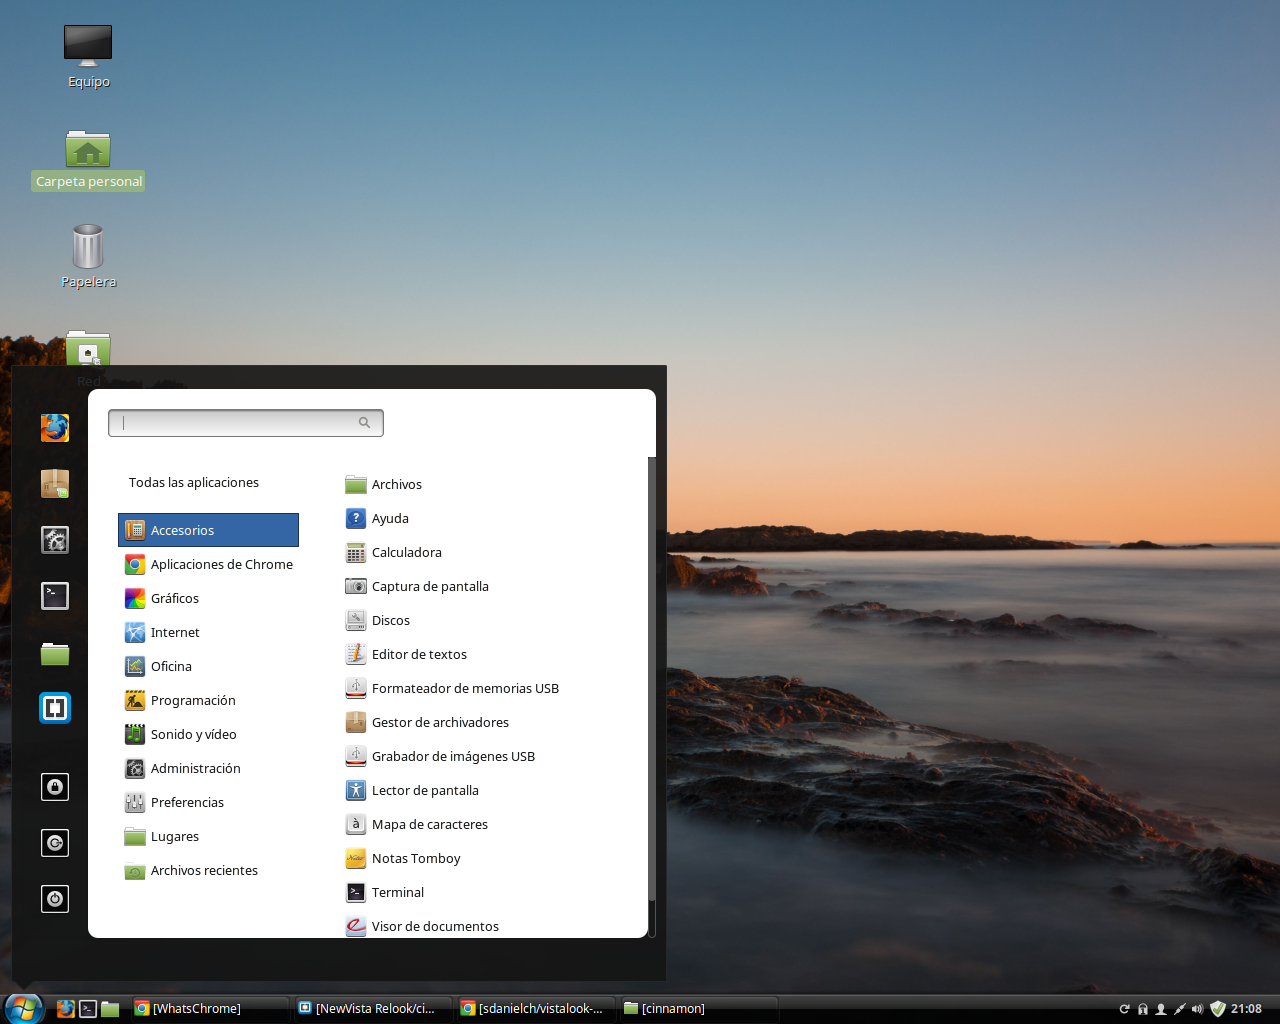 Equipo
Carpeta personal
Papelera
Red
Todas las aplicaciones
Accesorios
Aplicaciones de Chrome
Gráficos
Internet
Oficina
Programación
Sonido y vídeo
Administración
Preferencias
Lugares
Archivos recientes
Archivos
Ayuda
Calculadora
Captura de pantalla
Discos
Editor de textos
Formateador de memorias USB
Gestor de archivadores
Grabador de imágenes USB
Lector de pantalla
Mapa de caracteres
Notas Tomboy
Terminal
Visor de documentos
[WhatsChrome]
[NewVista Relook/ci...
[sdanielch/vistalook-...
[cinnamon]
21:08